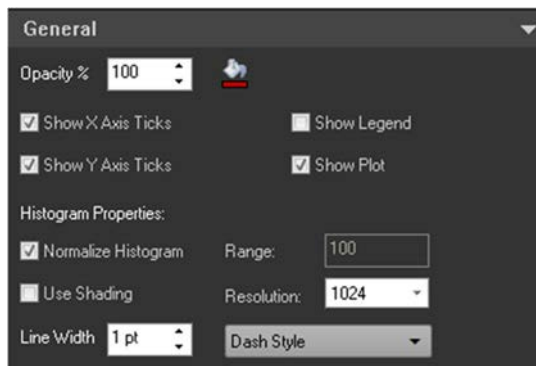 General
Opacity % 100
Show X Axis Ticks Show Legend
Show Y Axis Ticks Show Plot
Histogram Properties:
Normalize Histogram Range: 100
Use Shading Resolution: 1024
Line Width 1 pt Dash Style